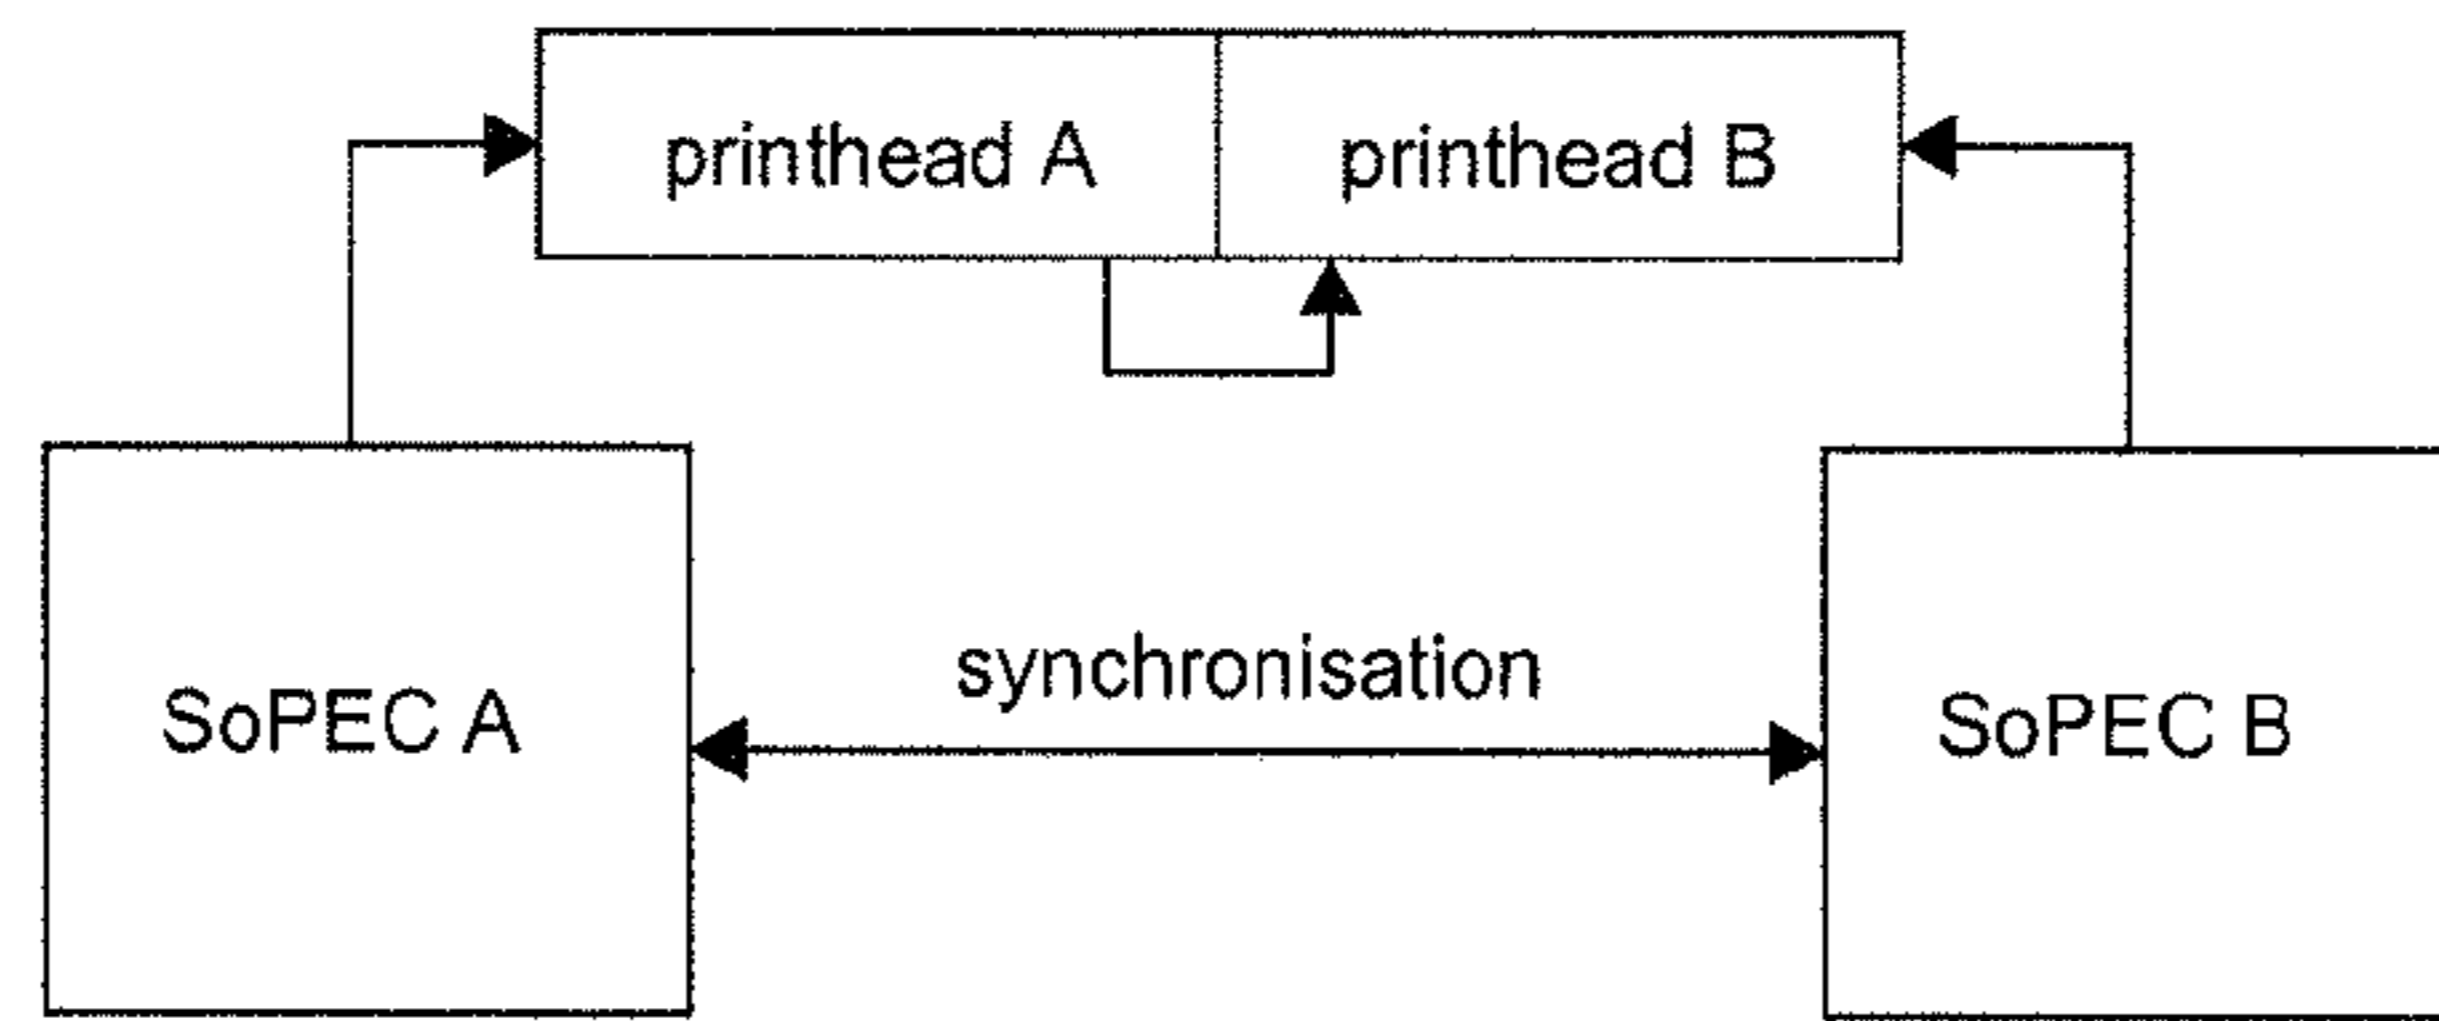 printhead A
printhead B
synchronisation
SoPEC A
SoPEC B